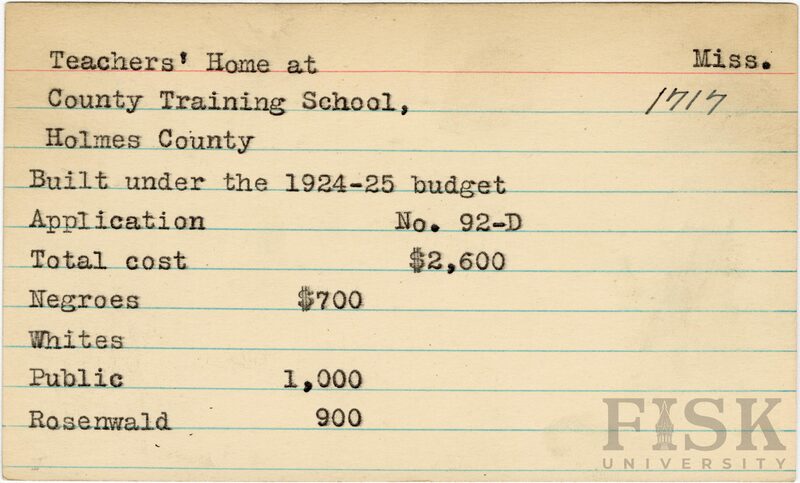 Teachers' Home at Miss.
County Training School, 1717
Holmes County
Built under the 1924-25 budget
Application No. 92-D
Total cost $2,600
Negroes $700
Whites
Public 1,000
Rosenwald 900
FISK
UNIVERSITY